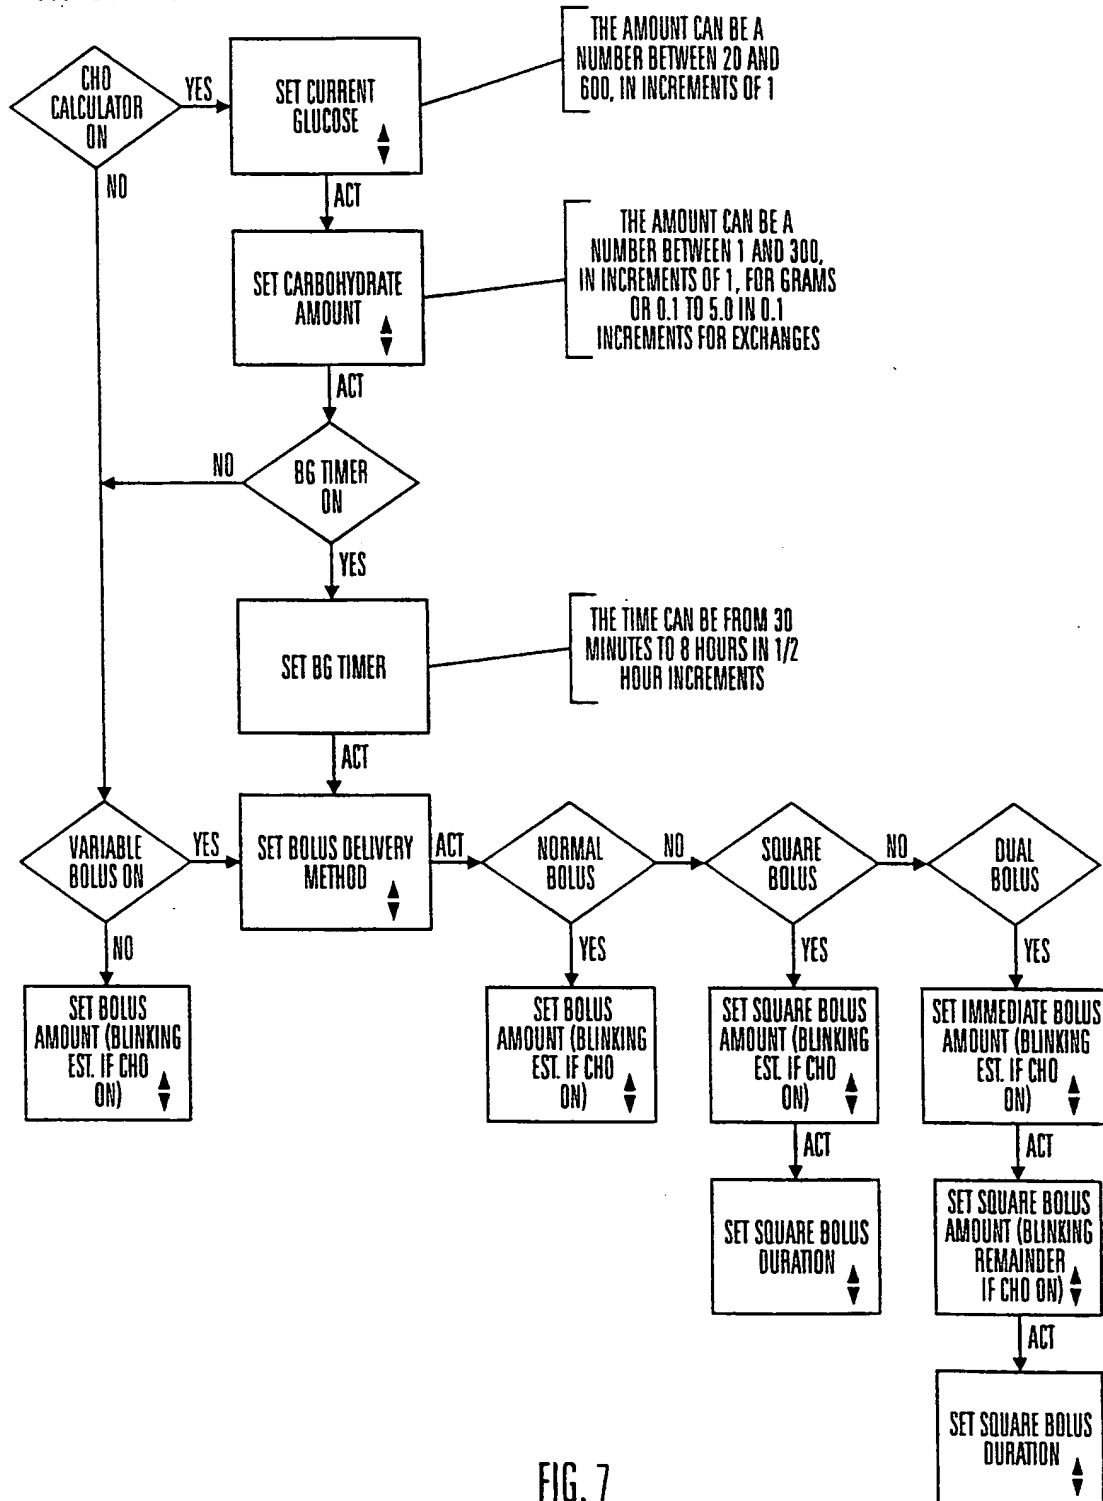 CHO
CALCULATOR
ON
YES
NO
SET CURRENT
GLUCOSE
THE AMOUNT CAN BE A
NUMBER BETWEEN 20 AND
600, IN INCREMENTS OF 1
ACT
SET CARBOHYDRATE
AMOUNT
THE AMOUNT CAN BE A
NUMBER BETWEEN 1 AND 300,
IN INCREMENTS OF 1, FOR GRAMS
OR 0.1 TO 5.0 IN 0.1
INCREMENTS FOR EXCHANGES
ACT
BG TIMER
ON
NO
YES
SET BG TIMER
THE TIME CAN BE FROM 30
MINUTES TO 8 HOURS IN 1/2
HOUR INCREMENTS
ACT
VARIABLE
BOLUS ON
YES
NO
SET BOLUS DELIVERY
METHOD
ACT
NORMAL
BOLUS
NO
YES
SQUARE
BOLUS
NO
YES
DUAL
BOLUS
YES
SET BOLUS
AMOUNT (BLINKING
EST. IF CHO
ON)
SET BOLUS
AMOUNT (BLINKING
EST. IF CHO
ON)
SET SQUARE BOLUS
AMOUNT (BLINKING
EST. IF CHO
ON)
SET IMMEDIATE BOLUS
AMOUNT (BLINKING
EST. IF CHO
ON)
ACT
ACT
SET SQUARE BOLUS
DURATION
SET SQUARE BOLUS
AMOUNT (BLINKING
REMAINDER
IF CHO ON)
ACT
SET SQUARE BOLUS
DURATION
FIG. 7